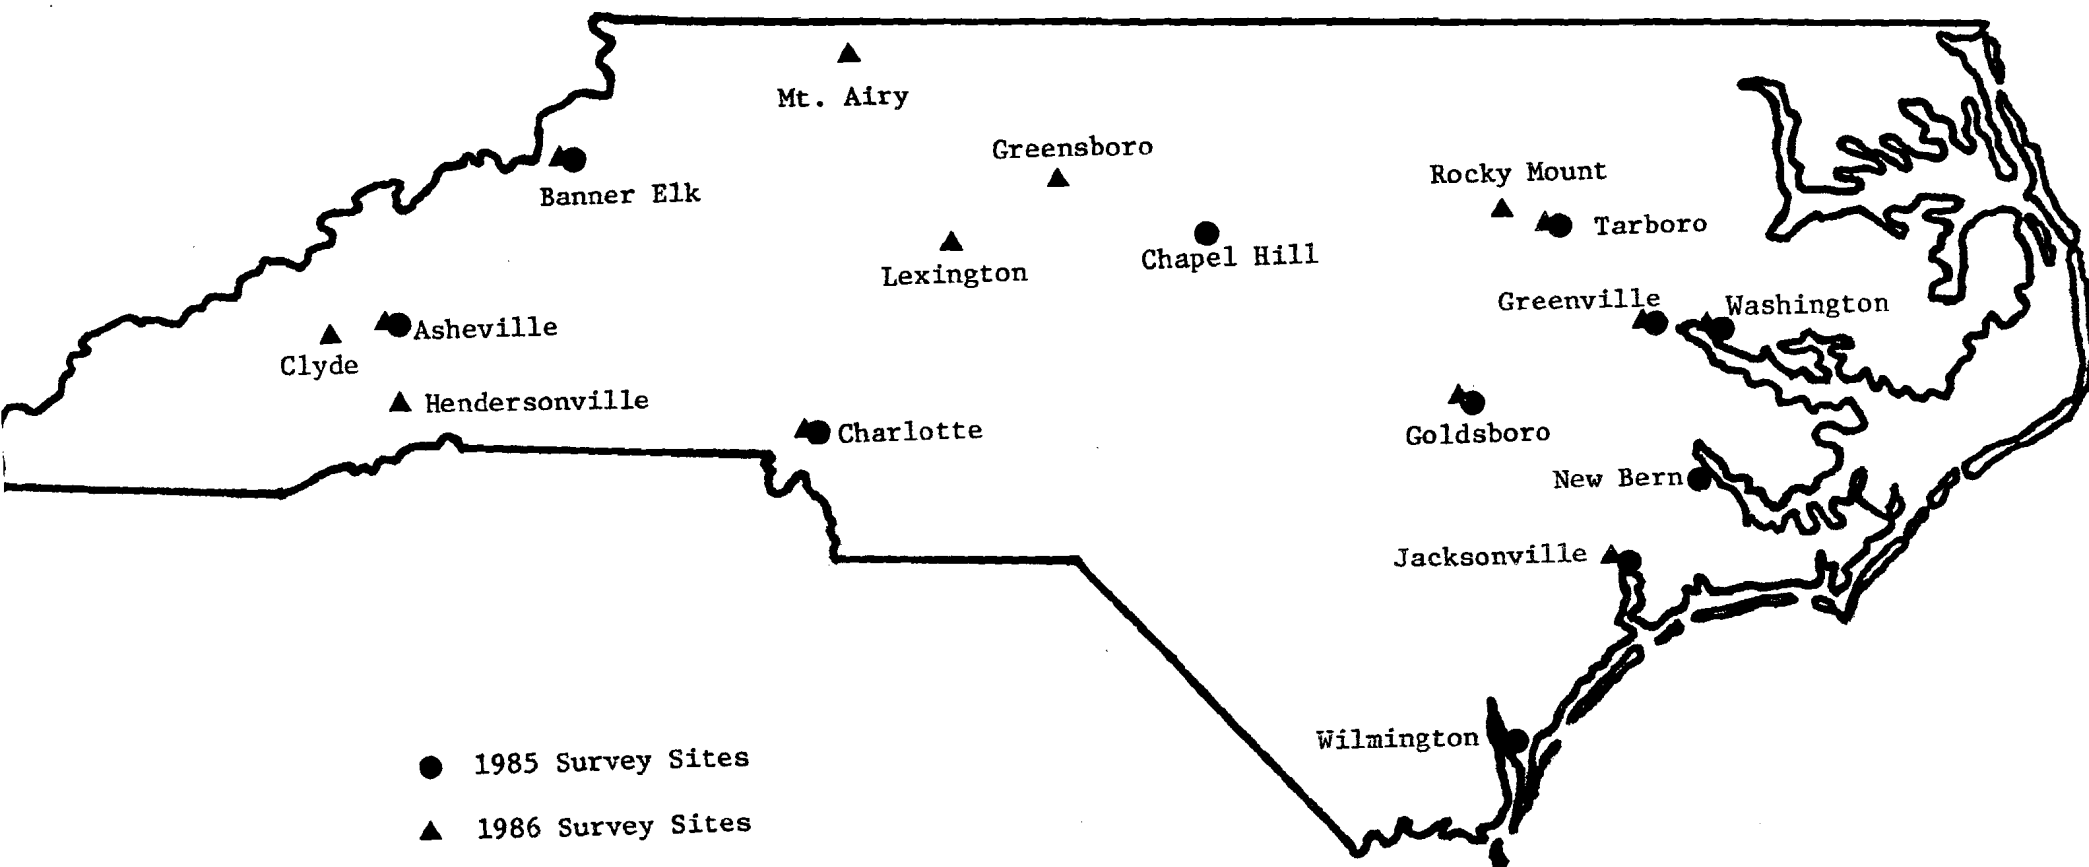 Mt. Airy
Greensboro
Rocky Mount
Banner Elk
Tarboro
Chapel Hill
Lexington
Greenville
Washington
Asheville
Clyde
Hendersonville
Charlotte
Goldsboro
New Bern
Jacksonville
Wilmington
1985 Survey Sites
1986 Survey Sites